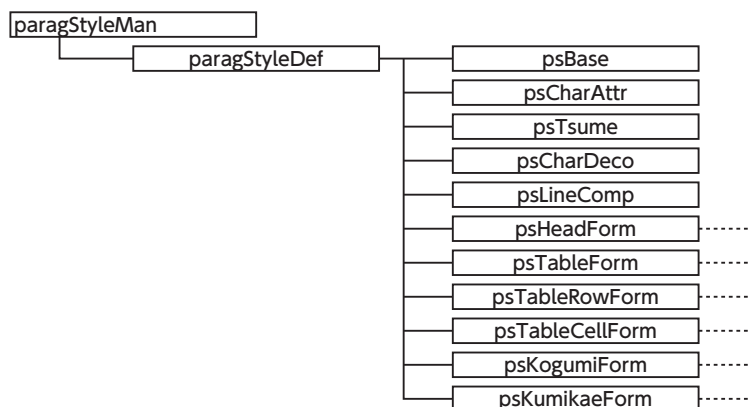 paragStyleMan
paragStyleDef
psBase
psCharAttr
psTsume
psCharDeco
psLineComp
psHeadForm
psTableForm
psTableRowForm
psTableCellForm
psKogumiForm
psKumikaeForm